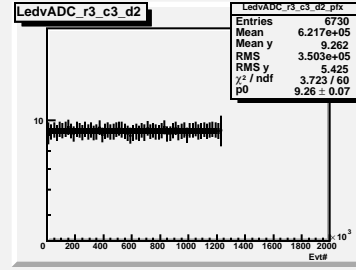 LedvADC_r3_c3_d2
LedvADC_r3_c3_d2_pfx
Entries 6730
Mean 6.217e+05
Mean y 9.262
RMS 3.503e+05
RMS y 5.425
χ² / ndf 3.723 / 60
p0 9.26 ± 0.07
10
0 200 400 600 800 1000 1200 1400 1600 1800 2000
×10³
Evt#